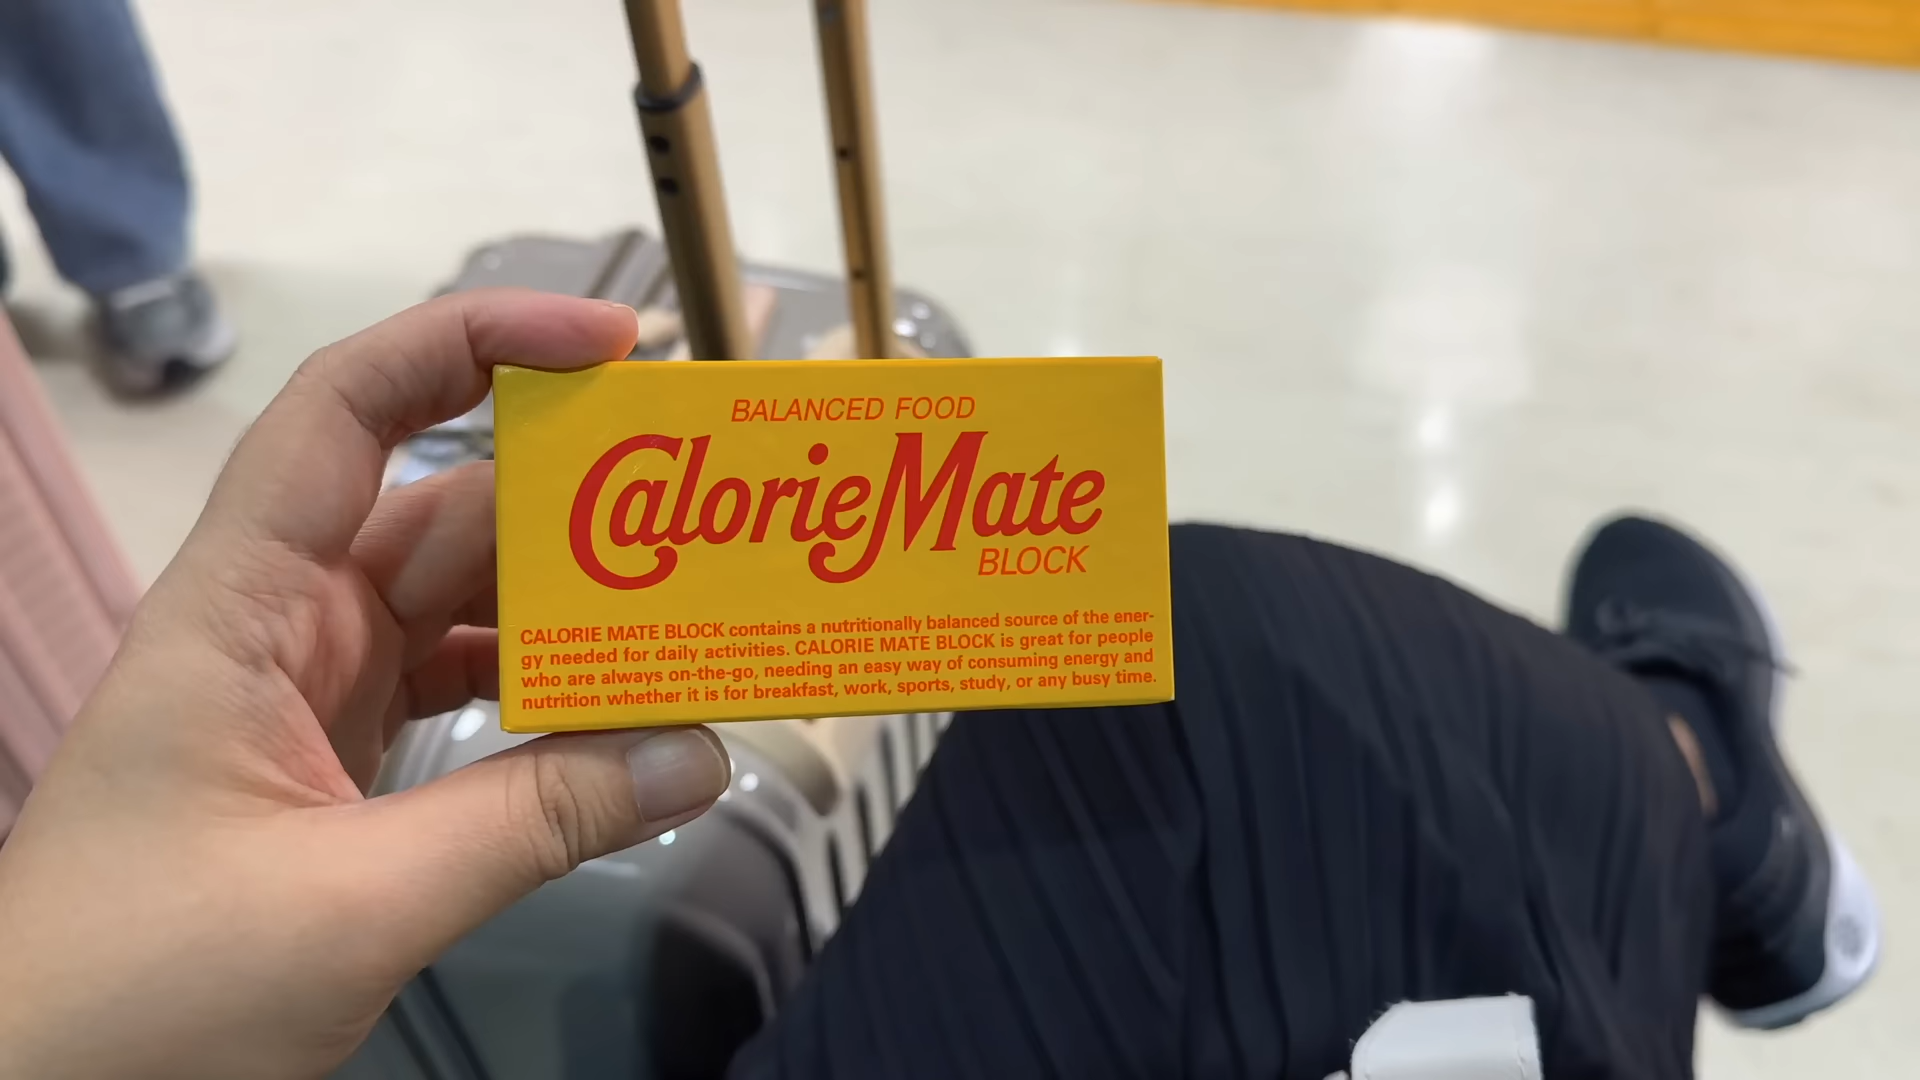 BALANCED FOOD
CalorieMate
BLOCK
CALORIE MATE BLOCK contains a nutritionally balanced source of the ener-
gy needed for daily activities. CALORIE MATE BLOCK is great for people
who are always on-the-go, needing an easy way of consuming energy and
nutrition whether it is for breakfast, work, sports, study, or any busy time.